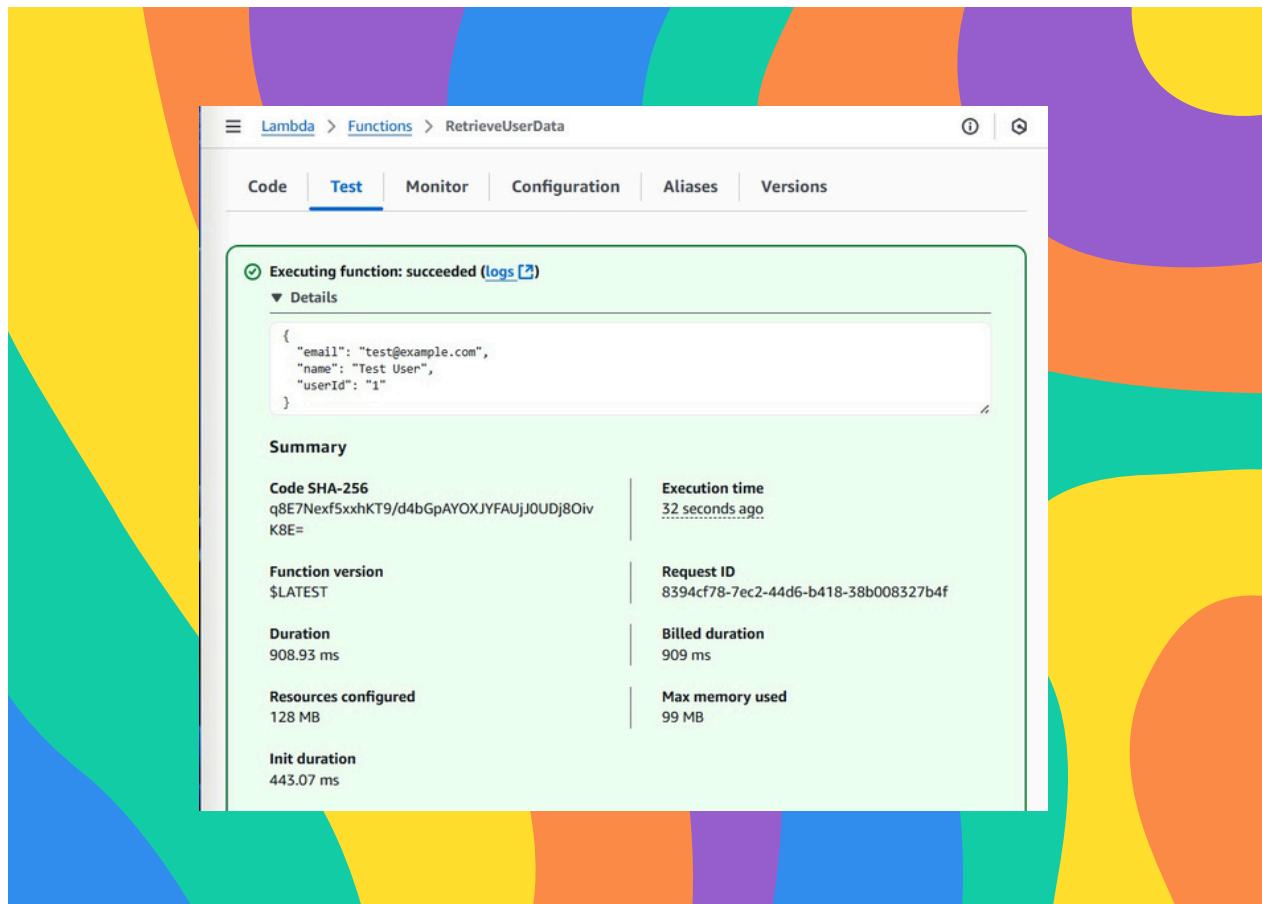 Lambda > Functions > RetrieveUserData
Code Test Monitor Configuration Aliases Versions
Executing function: succeeded (logs)
Details
{
"email": "test@example.com",
"name": "Test User",
"userId": "1"
}
Summary
Code SHA-256
q8E7Nexf5xxhKT9/d4bGpAYOXJYFAUjJ0UDj8Oiv
K8E=
Execution time
32 seconds ago
Function version
$LATEST
Request ID
8394cf78-7ec2-44d6-b418-38b008327b4f
Duration
908.93 ms
Billed duration
909 ms
Resources configured
128 MB
Max memory used
99 MB
Init duration
443.07 ms